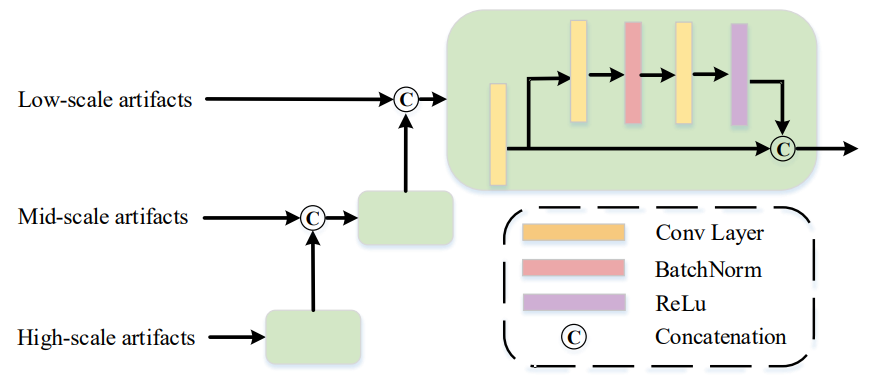 Low-scale artifacts
C
C
Mid-scale artifacts
C
Conv Layer
BatchNorm
ReLu
C
Concatenation
High-scale artifacts